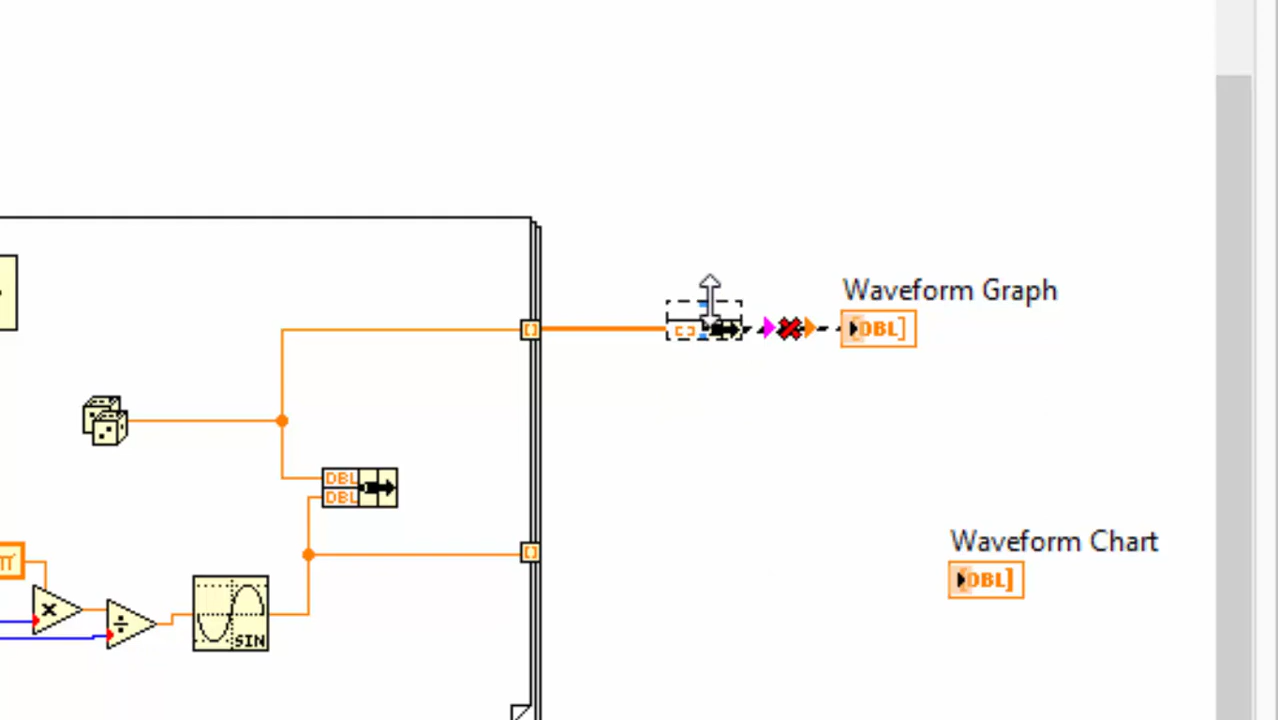 Waveform Graph
DBL]
DBL
DBL
Waveform Chart
DBL]
π
SIN